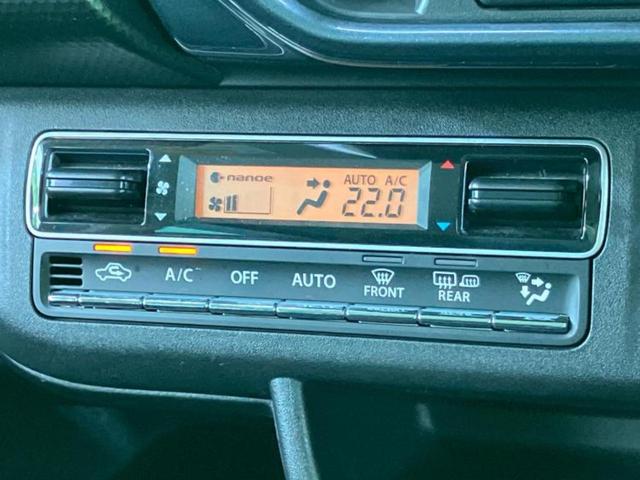 nanoe AUTO A/C
22.0
A/C OFF AUTO FRONT REAR